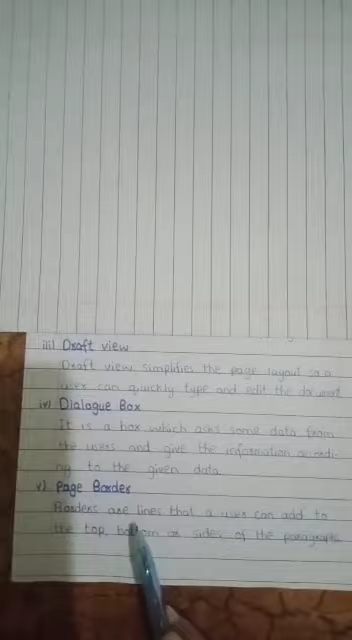 iii) Draft view
Draft view simplifies the page layout so a
user can quickly type and edit the document
iv) Dialogue Box
It is a box which asks some data from
the users and give the information accordi-
ng to the given data
v) Page Border
Borders are lines that a user can add to
the top, bottom or sides of the paragraphs